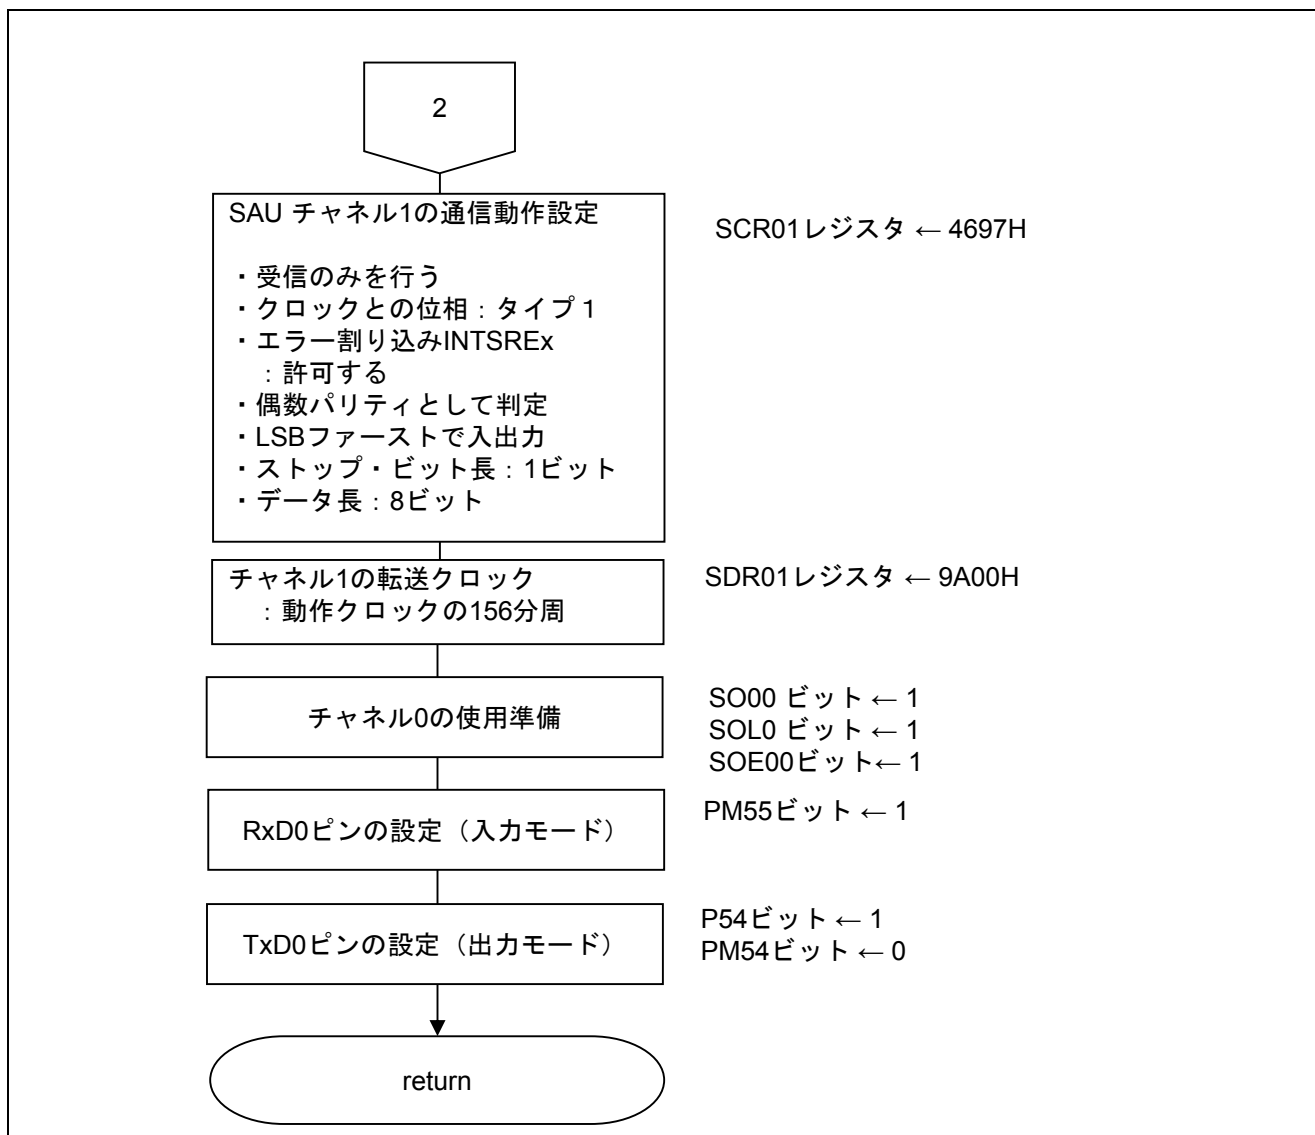 2
SAU チャネル1の通信動作設定
SCR01レジスタ ← 4697H
・受信のみを行う
・クロックとの位相：タイプ１
・エラー割り込みINTSREx
：許可する
・偶数パリティとして判定
・LSBファーストで入出力
・ストップ・ビット長：1ビット
・データ長：8ビット
チャネル1の転送クロック
：動作クロックの156分周
SDR01レジスタ ← 9A00H
チャネル0の使用準備
SO00 ビット ← 1
SOL0 ビット ← 1
SOE00ビット← 1
RxD0ピンの設定（入力モード）
PM55ビット ← 1
TxD0ピンの設定（出力モード）
P54ビット ← 1
PM54ビット ← 0
return